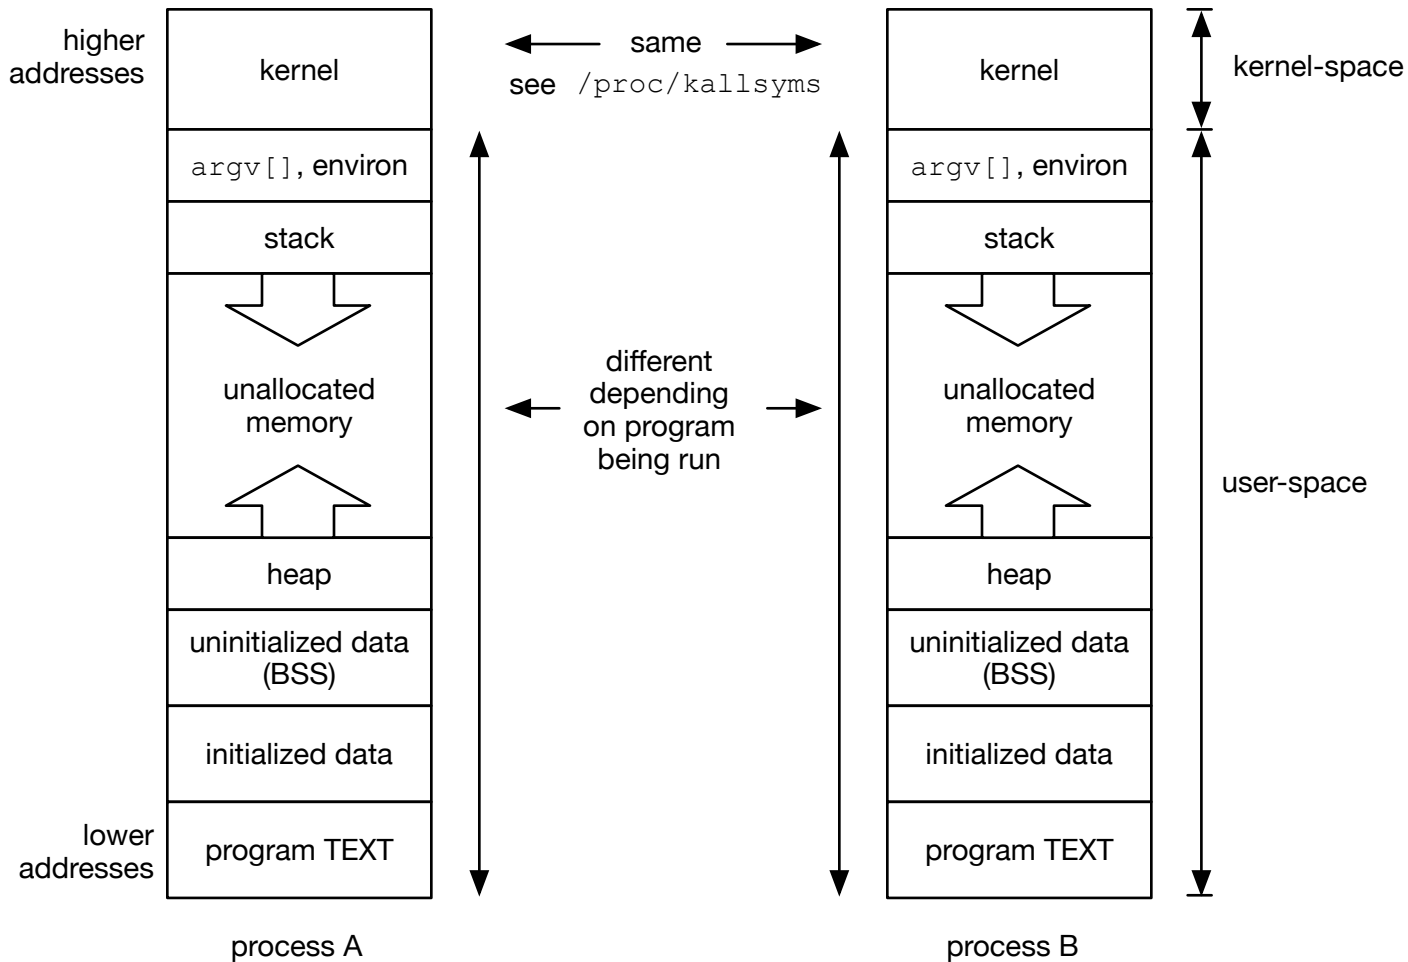 higher
addresses
kernel
same
see /proc/kallsyms
kernel
kernel-space
argv[], environ
argv[], environ
stack
stack
unallocated
memory
different
depending
on program
being run
unallocated
memory
user-space
heap
heap
uninitialized data
(BSS)
uninitialized data
(BSS)
initialized data
initialized data
lower
addresses
program TEXT
program TEXT
process A
process B